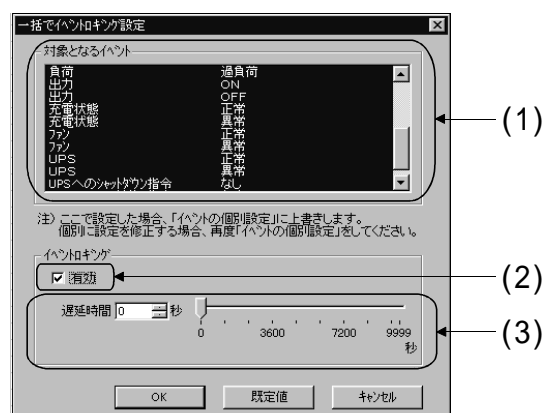 一括でイベントロキング設定
対象となるイベント
負荷 過負荷
出力 ON
出力 OFF
充電状態 正常
充電状態 異常
ファン 正常
ファン 異常
UPS 正常
UPS 異常
UPSへのシャットダウン指令 なし
(1)
注) ここで設定した場合、「イベントの個別設定」に上書きします。
個別に設定を修正する場合、再度「イベントの個別設定」をしてください。
イベントロキング
有効
(2)
遅延時間 0 秒
0 3600 7200 9999
秒
(3)
OK 既定値 キャンセル